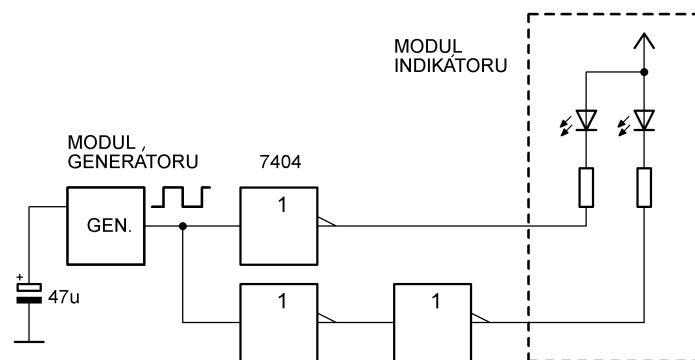 MODUL
INDIKÁTORU
MODUL
GENERÁTORU
7404
1
GEN.
+
47u
1
1